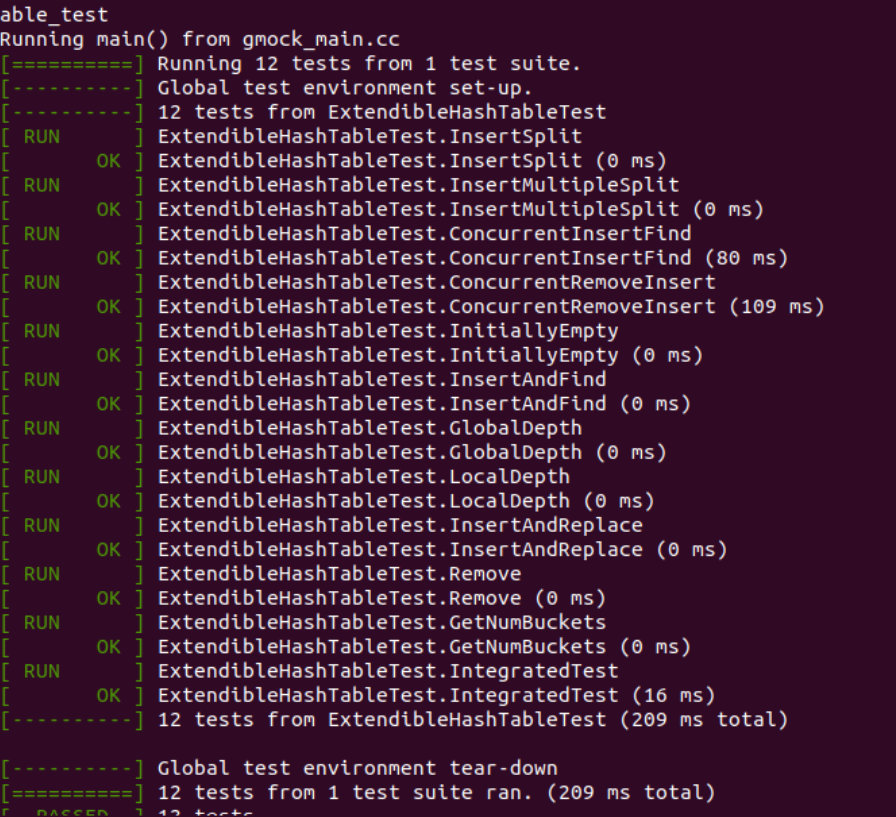 able_test
Running main() from gmock_main.cc
[==========] Running 12 tests from 1 test suite.
[----------] Global test environment set-up.
[----------] 12 tests from ExtendibleHashTableTest
[ RUN      ] ExtendibleHashTableTest.InsertSplit
[       OK ] ExtendibleHashTableTest.InsertSplit (0 ms)
[ RUN      ] ExtendibleHashTableTest.InsertMultipleSplit
[       OK ] ExtendibleHashTableTest.InsertMultipleSplit (0 ms)
[ RUN      ] ExtendibleHashTableTest.ConcurrentInsertFind
[       OK ] ExtendibleHashTableTest.ConcurrentInsertFind (80 ms)
[ RUN      ] ExtendibleHashTableTest.ConcurrentRemoveInsert
[       OK ] ExtendibleHashTableTest.ConcurrentRemoveInsert (109 ms)
[ RUN      ] ExtendibleHashTableTest.InitiallyEmpty
[       OK ] ExtendibleHashTableTest.InitiallyEmpty (0 ms)
[ RUN      ] ExtendibleHashTableTest.InsertAndFind
[       OK ] ExtendibleHashTableTest.InsertAndFind (0 ms)
[ RUN      ] ExtendibleHashTableTest.GlobalDepth
[       OK ] ExtendibleHashTableTest.GlobalDepth (0 ms)
[ RUN      ] ExtendibleHashTableTest.LocalDepth
[       OK ] ExtendibleHashTableTest.LocalDepth (0 ms)
[ RUN      ] ExtendibleHashTableTest.InsertAndReplace
[       OK ] ExtendibleHashTableTest.InsertAndReplace (0 ms)
[ RUN      ] ExtendibleHashTableTest.Remove
[       OK ] ExtendibleHashTableTest.Remove (0 ms)
[ RUN      ] ExtendibleHashTableTest.GetNumBuckets
[       OK ] ExtendibleHashTableTest.GetNumBuckets (0 ms)
[ RUN      ] ExtendibleHashTableTest.IntegratedTest
[       OK ] ExtendibleHashTableTest.IntegratedTest (16 ms)
[----------] 12 tests from ExtendibleHashTableTest (209 ms total)
[----------] Global test environment tear-down
[==========] 12 tests from 1 test suite ran. (209 ms total)
[  PASSED  ] 12 tests